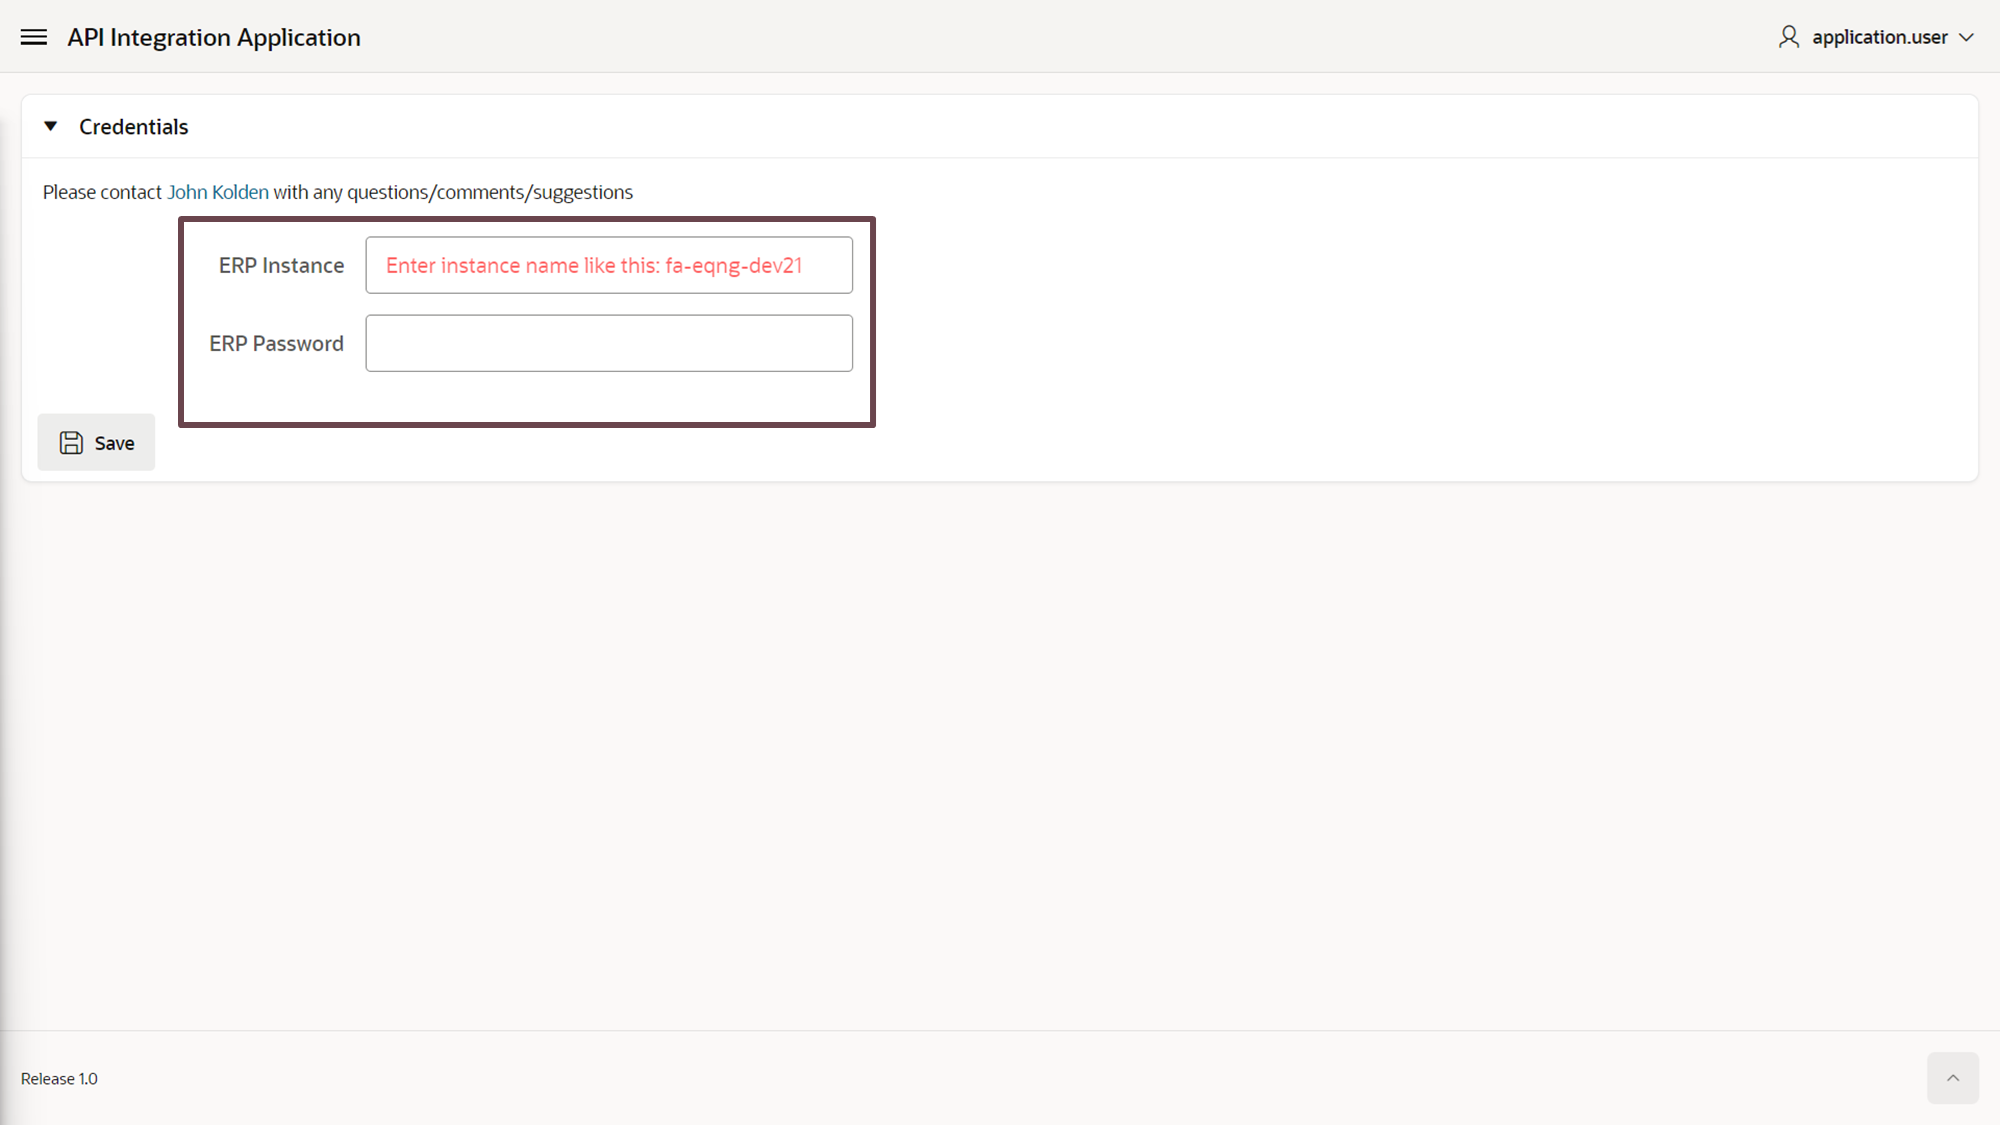 API Integration Application
application.user
Credentials
Please contact John Kolden with any questions/comments/suggestions
ERP Instance
Enter instance name like this: fa-eqng-dev21
ERP Password
Save
Release 1.0